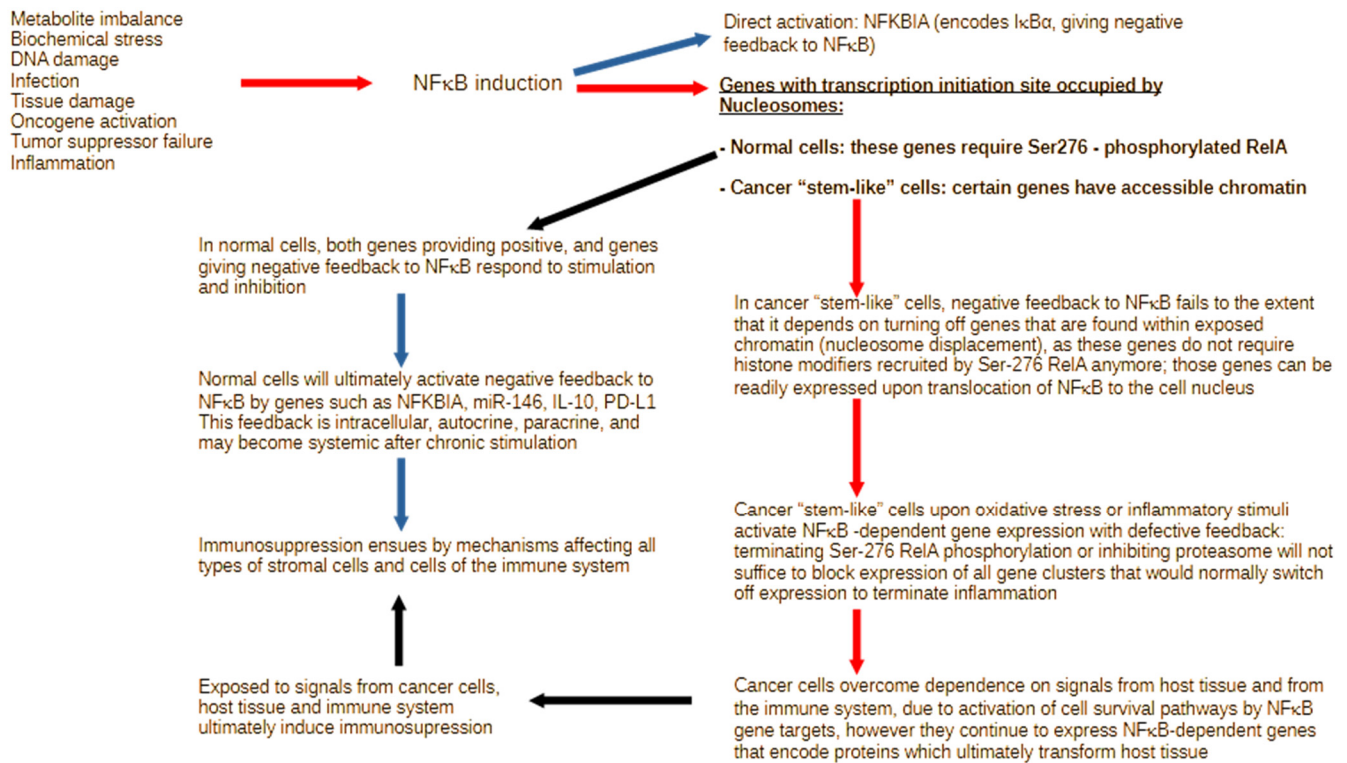 Metabolite imbalance
Biochemical stress
DNA damage
Infection
Tissue damage
Oncogene activation
Tumor suppressor failure
Inflammation
NFκB induction
Direct activation: NFKBIA (encodes IκBα, giving negative
feedback to NFκB)
Genes with transcription initiation site occupied by
Nucleosomes:
- Normal cells: these genes require Ser276 - phosphorylated RelA
- Cancer “stem-like” cells: certain genes have accessible chromatin
In normal cells, both genes providing positive, and genes
giving negative feedback to NFκB respond to stimulation
and inhibition
Normal cells will ultimately activate negative feedback to
NFκB by genes such as NFKBIA, miR-146, IL-10, PD-L1
This feedback is intracellular, autocrine, paracrine, and
may become systemic after chronic stimulation
Immunosuppression ensues by mechanisms affecting all
types of stromal cells and cells of the immune system
Exposed to signals from cancer cells,
host tissue and immune system
ultimately induce immunosupression
In cancer “stem-like” cells, negative feedback to NFκB fails to the extent
that it depends on turning off genes that are found within exposed
chromatin (nucleosome displacement), as these genes do not require
histone modifiers recruited by Ser-276 RelA anymore; those genes can be
readily expressed upon translocation of NFκB to the cell nucleus
Cancer “stem-like” cells upon oxidative stress or inflammatory stimuli
activate NFκB -dependent gene expression with defective feedback:
terminating Ser-276 RelA phosphorylation or inhibiting proteasome will not
suffice to block expression of all gene clusters that would normally switch
off expression to terminate inflammation
Cancer cells overcome dependence on signals from host tissue and from
the immune system, due to activation of cell survival pathways by NFκB
gene targets, however they continue to express NFκB-dependent genes
that encode proteins which ultimately transform host tissue